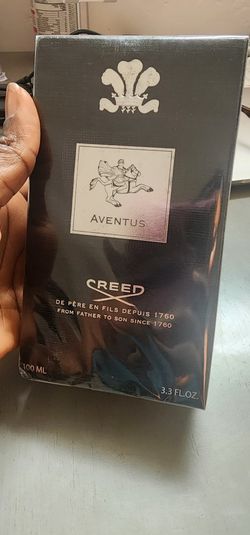 AVENTUS
CREED
DE PÈRE EN FILS DEPUIS 1760
FROM FATHER TO SON SINCE 1760
100 ML
3.3 FL.OZ.